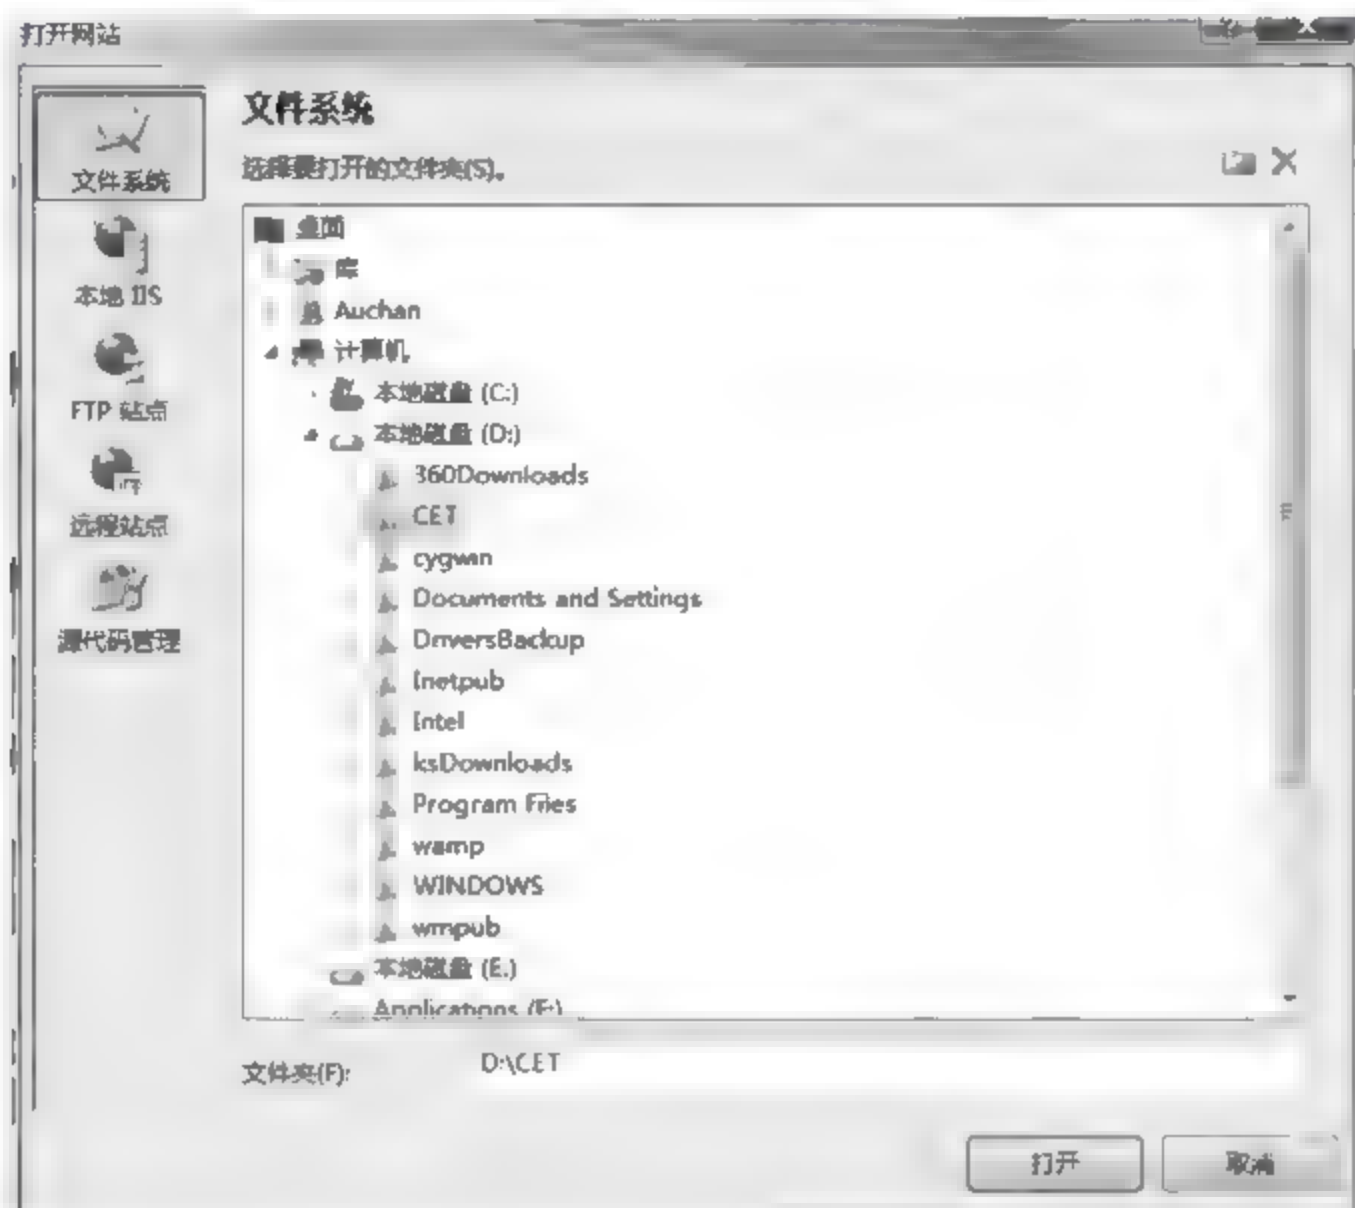 打开网站
文件系统
本地 IIS
FTP 站点
远程站点
源代码管理
文件系统
选择要打开的文件夹(S)。
桌面
库
Auchan
计算机
本地磁盘 (C:)
本地磁盘 (D:)
360Downloads
CET
cygwin
Documents and Settings
DriversBackup
Inetpub
Intel
ksDownloads
Program Files
wamp
WINDOWS
wmpub
本地磁盘 (E:)
Applications (F:)
文件夹(F):
D:\CET
打开
取消